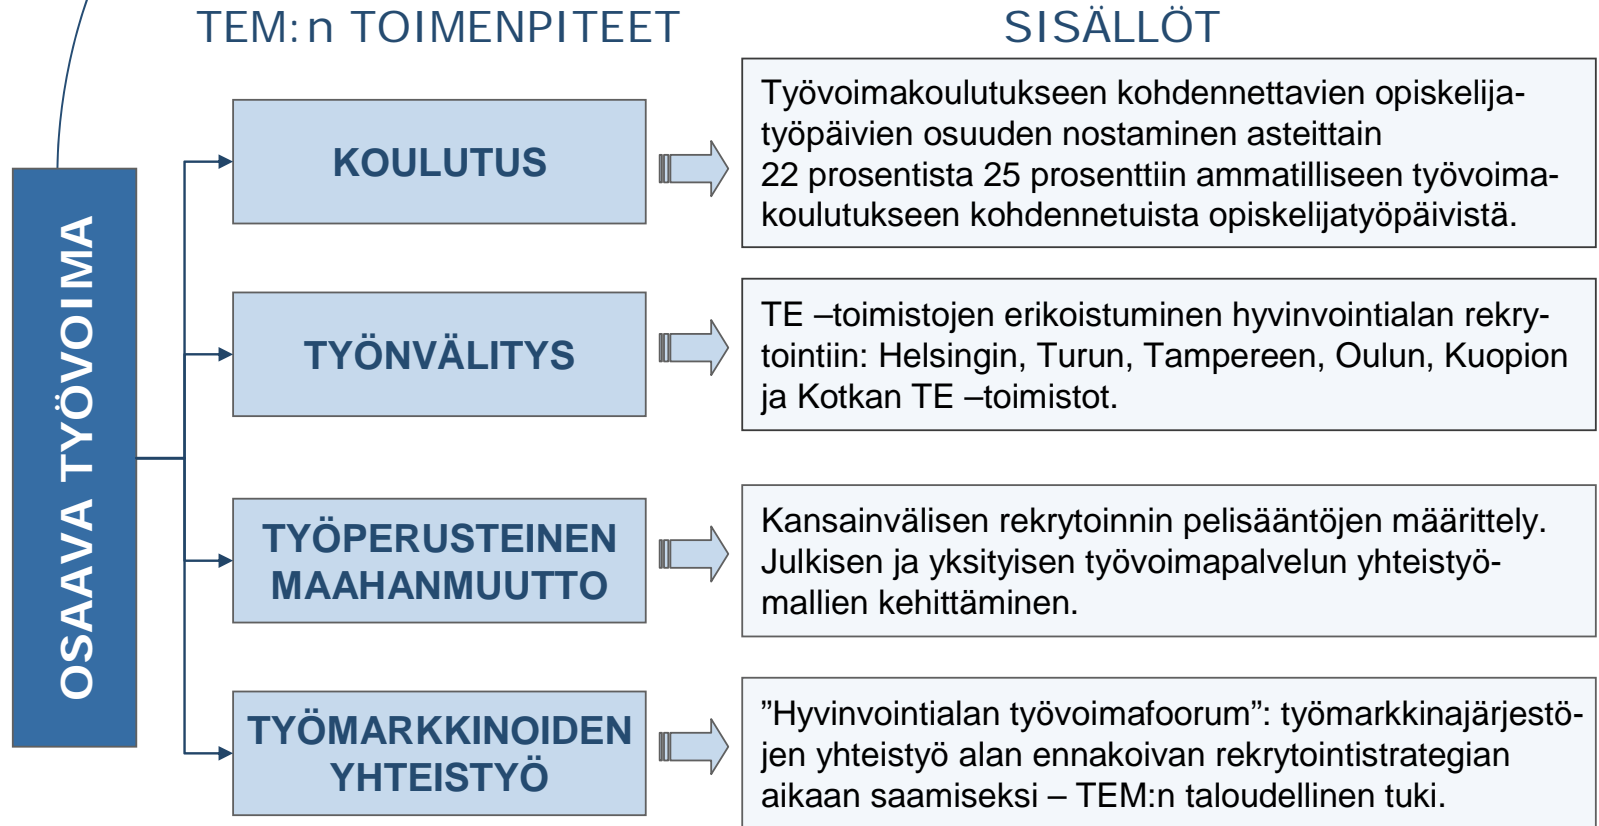 TEM:n TOIMENPITEET
SISÄLLÖT
OSAAVA TYÖVOIMA
KOULUTUS
Työvoimakoulutukseen kohdennettavien opiskelija-
työpäivien osuuden nostaminen asteittain
22 prosentista 25 prosenttiin ammatilliseen työvoima-
koulutukseen kohdennetuista opiskelijatyöpäivistä.
TYÖNVÄLITYS
TE –toimistojen erikoistuminen hyvinvointialan rekry-
tointiin: Helsingin, Turun, Tampereen, Oulun, Kuopion
ja Kotkan TE –toimistot.
TYÖPERUSTEINEN
MAAHANMUUTTO
Kansainvälisen rekrytoinnin pelisääntöjen määrittely.
Julkisen ja yksityisen työvoimapalvelun yhteistyö-
mallien kehittäminen.
TYÖMARKKINOIDEN
YHTEISTYÖ
”Hyvinvointialan työvoimafoorum”: työmarkkinajärjestö-
jen yhteistyö alan ennakoivan rekrytointistrategian
aikaan saamiseksi – TEM:n taloudellinen tuki.